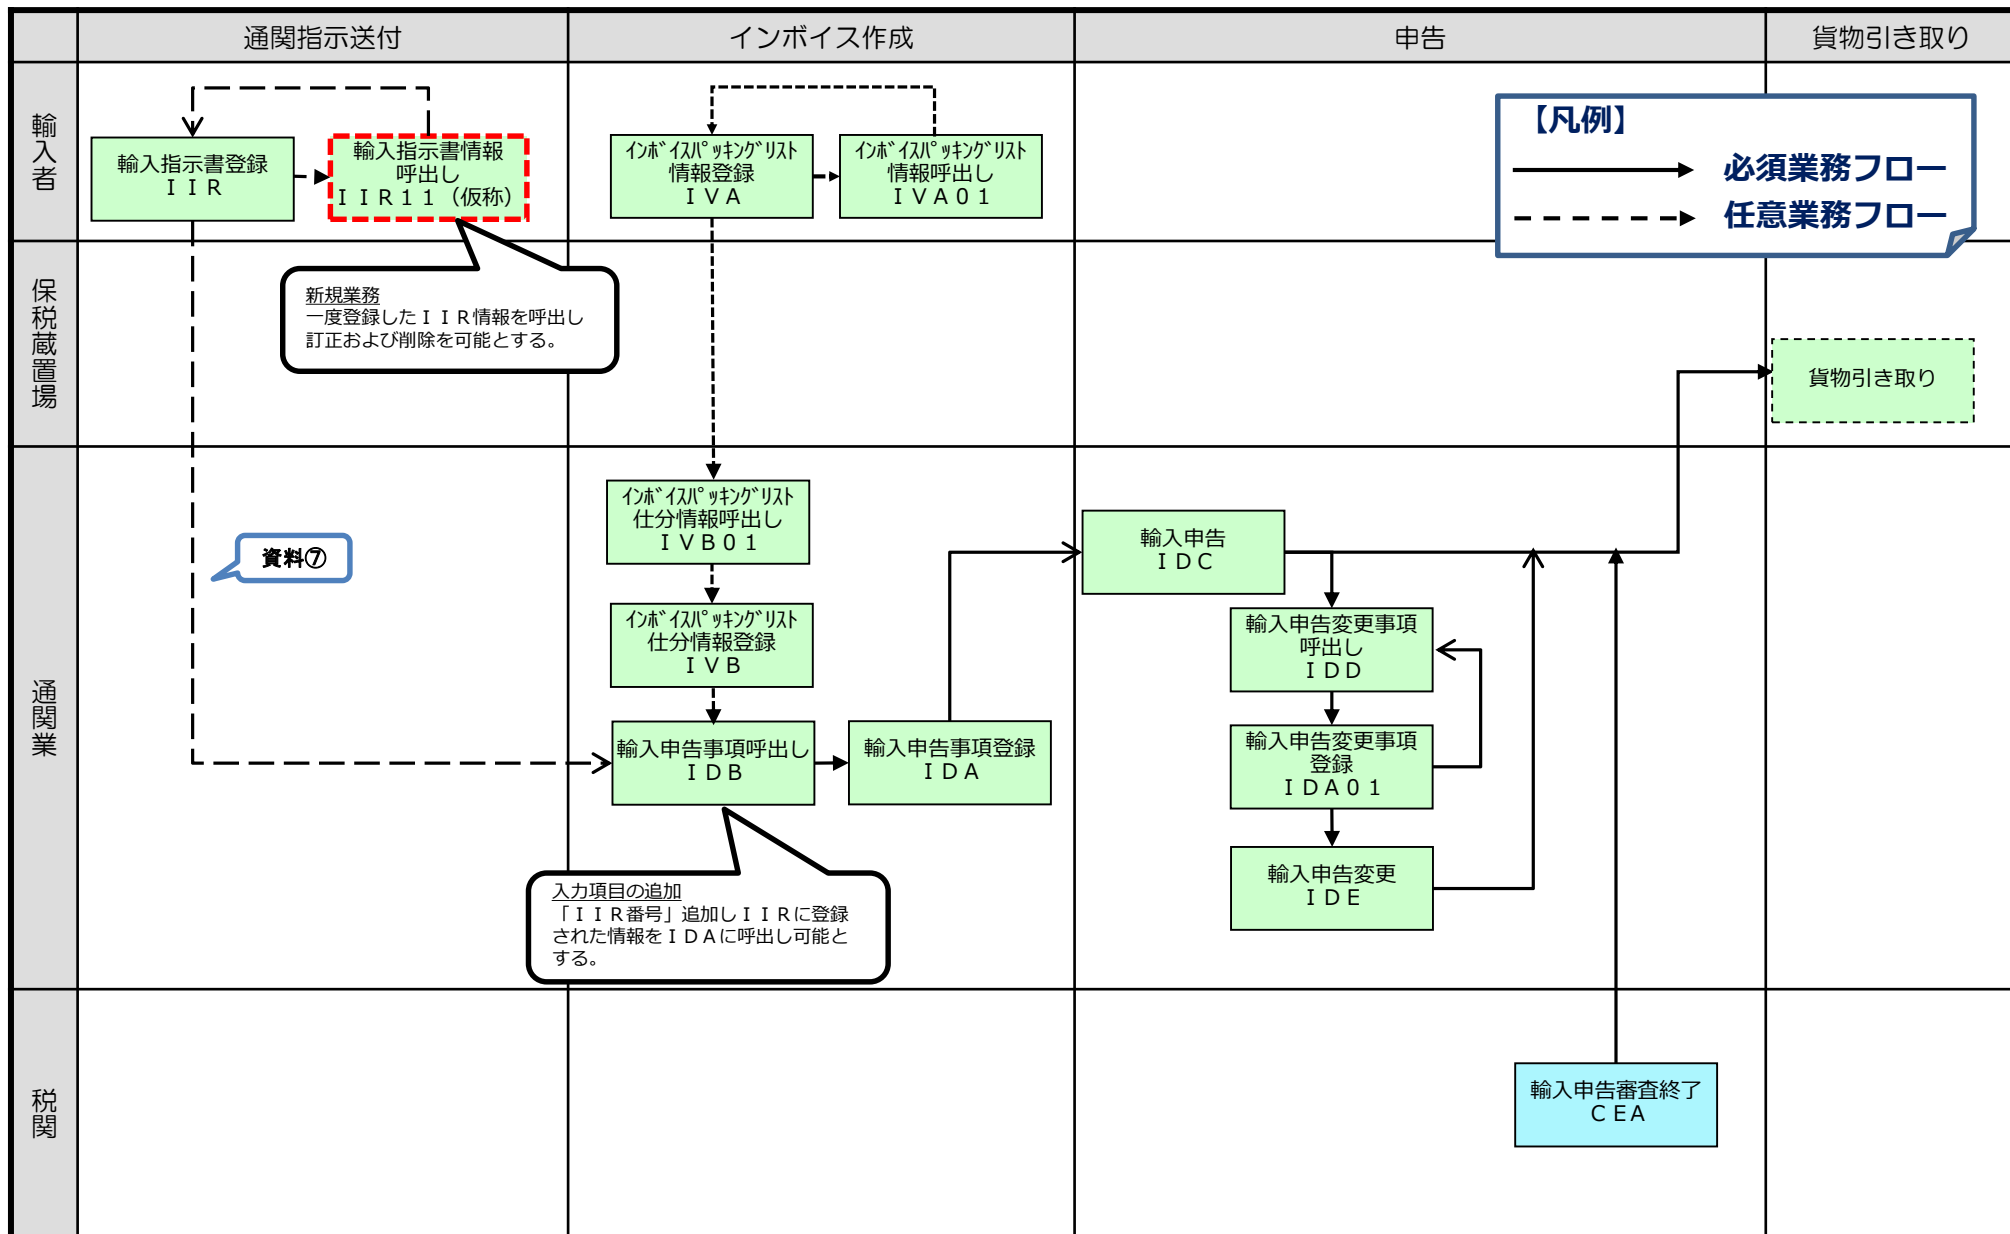 通関指示送付
インボイス作成
申告
貨物引き取り
輸入者
輸入指示書登録
ＩＩＲ
輸入指示書情報
呼出し
ＩＩＲ１１（仮称）
ｲﾝﾎﾞｲｽﾊﾟｯｷﾝｸﾞﾘｽﾄ
情報登録
ＩＶＡ
ｲﾝﾎﾞｲｽﾊﾟｯｷﾝｸﾞﾘｽﾄ
情報呼出し
ＩＶＡ０１
【凡例】
必須業務フロー
任意業務フロー
保税蔵置場
新規業務
一度登録したＩＩＲ情報を呼出し
訂正および削除を可能とする。
貨物引き取り
通関業
資料⑦
ｲﾝﾎﾞｲｽﾊﾟｯｷﾝｸﾞﾘｽﾄ
仕分情報呼出し
ＩＶＢ０１
ｲﾝﾎﾞｲｽﾊﾟｯｷﾝｸﾞﾘｽﾄ
仕分情報登録
ＩＶＢ
輸入申告事項呼出し
ＩＤＢ
輸入申告事項登録
ＩＤＡ
入力項目の追加
「ＩＩＲ番号」追加しＩＩＲに登録
された情報をＩＤＡに呼出し可能と
する。
輸入申告
ＩＤＣ
輸入申告変更事項
呼出し
ＩＤＤ
輸入申告変更事項
登録
ＩＤＡ０１
輸入申告変更
ＩＤＥ
税関
輸入申告審査終了
ＣＥＡ